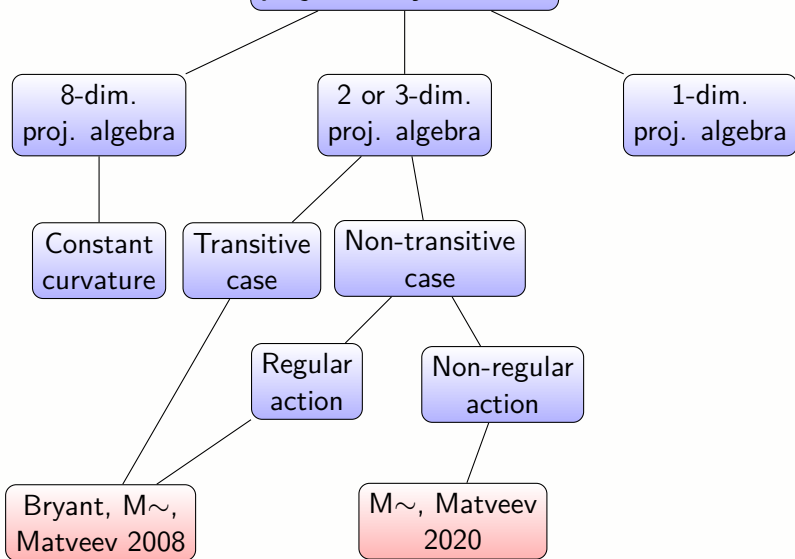 8-dim.
proj. algebra
2 or 3-dim.
proj. algebra
1-dim.
proj. algebra
Constant
curvature
Transitive
case
Non-transitive
case
Regular
action
Non-regular
action
Bryant, M~,
Matveev 2008
M~, Matveev
2020